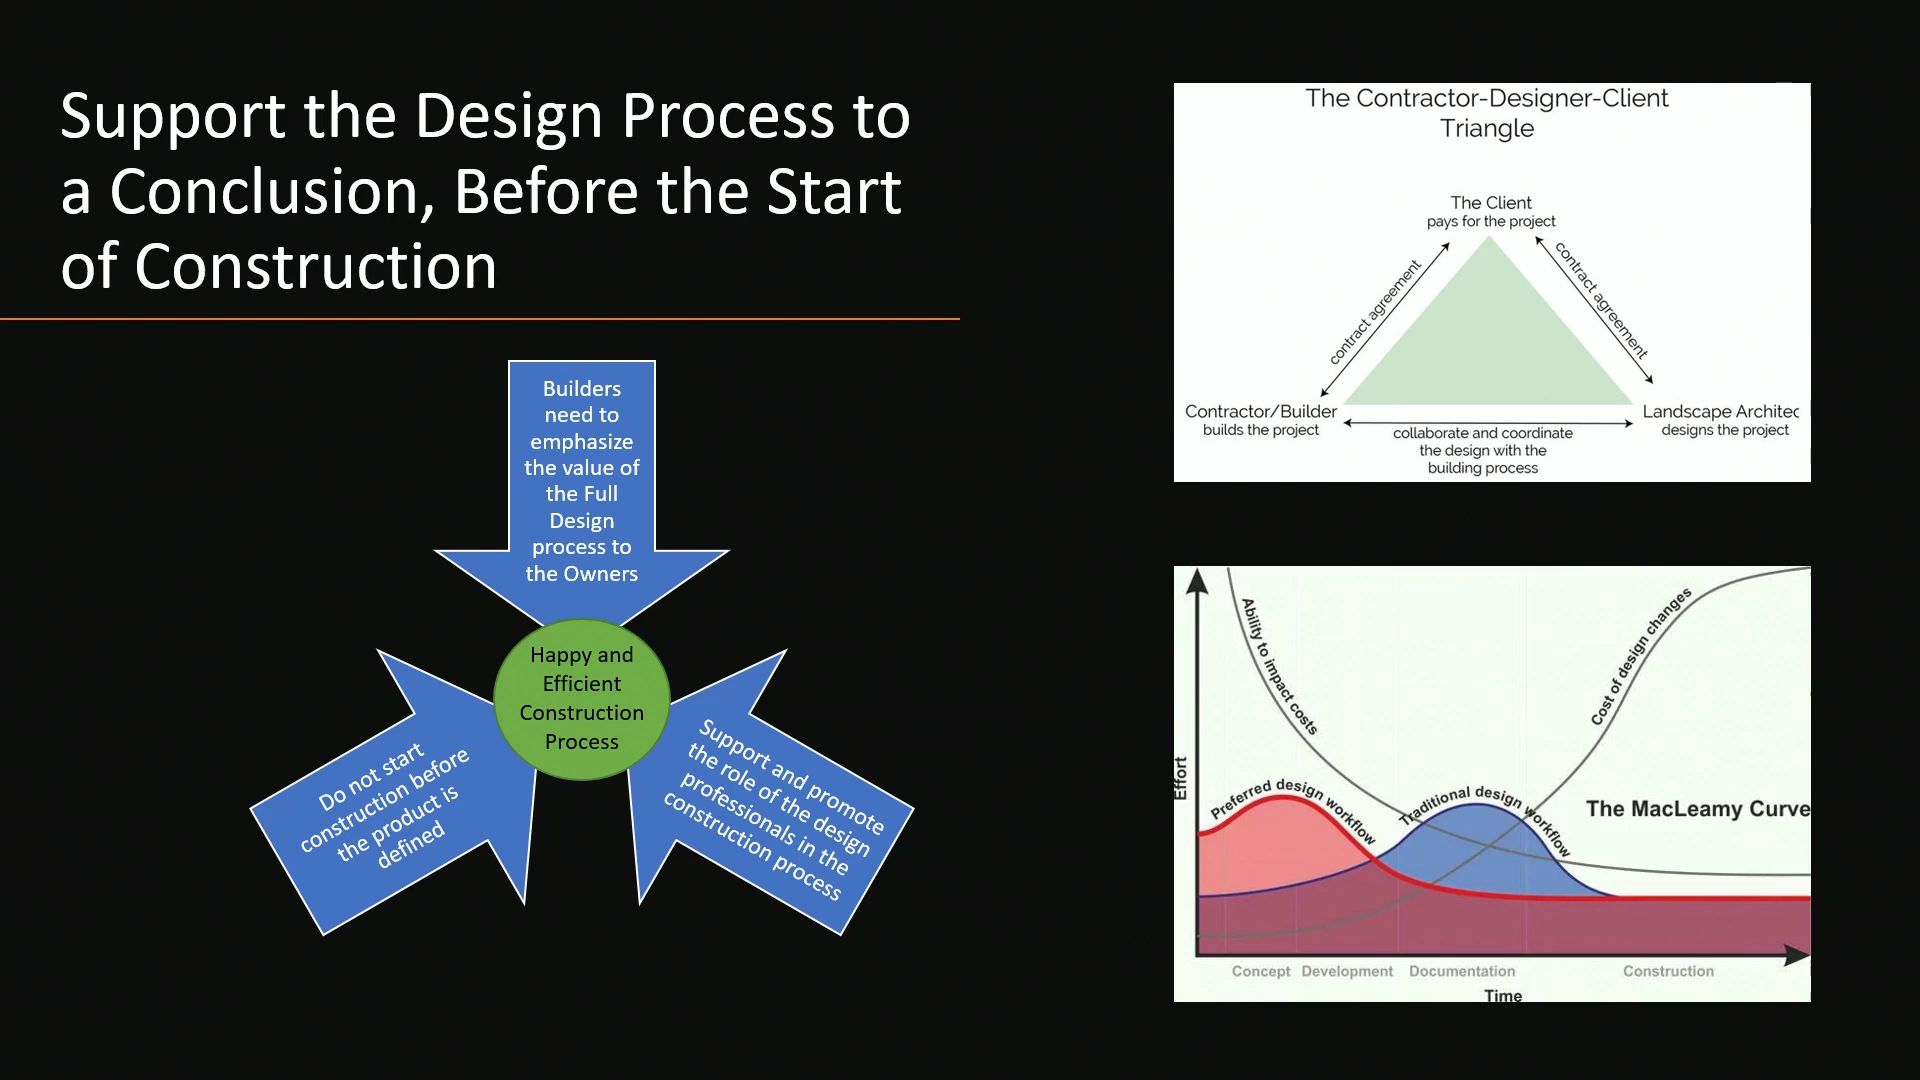 Support the Design Process to
a Conclusion, Before the Start
of Construction
Builders
need to
emphasize
the value of
the Full
Design
process to
the Owners
Happy and
Efficient
Construction
Process
Do not start
construction before
the product is
defined
Support and promote
the role of the design
professionals in the
construction process
The Contractor-Designer-Client
Triangle
The Client
pays for the project
contract agreement
contract agreement
Contractor/Builder
builds the project
Landscape Architec
designs the project
collaborate and coordinate
the design with the
building process
Ability to impact costs
Cost of design changes
Effort
Preferred design workflow
Traditional design workflow
The MacLeamy Curve
Concept Development Documentation Construction
Time